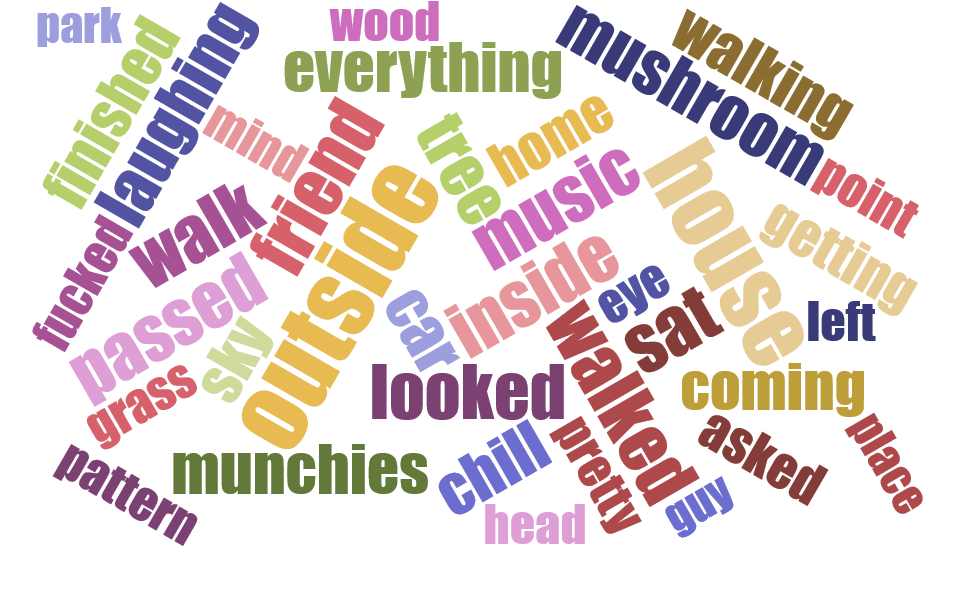 park
wood
finished
laughing
everything
mushroom
walking
mind
friend
tree
home
music
house
point
getting
walk
fucked
outside
passed
sky
car
inside
eye
sat
left
walked
looked
coming
grass
munchies
chill
pretty
asked
place
pattern
head
guy